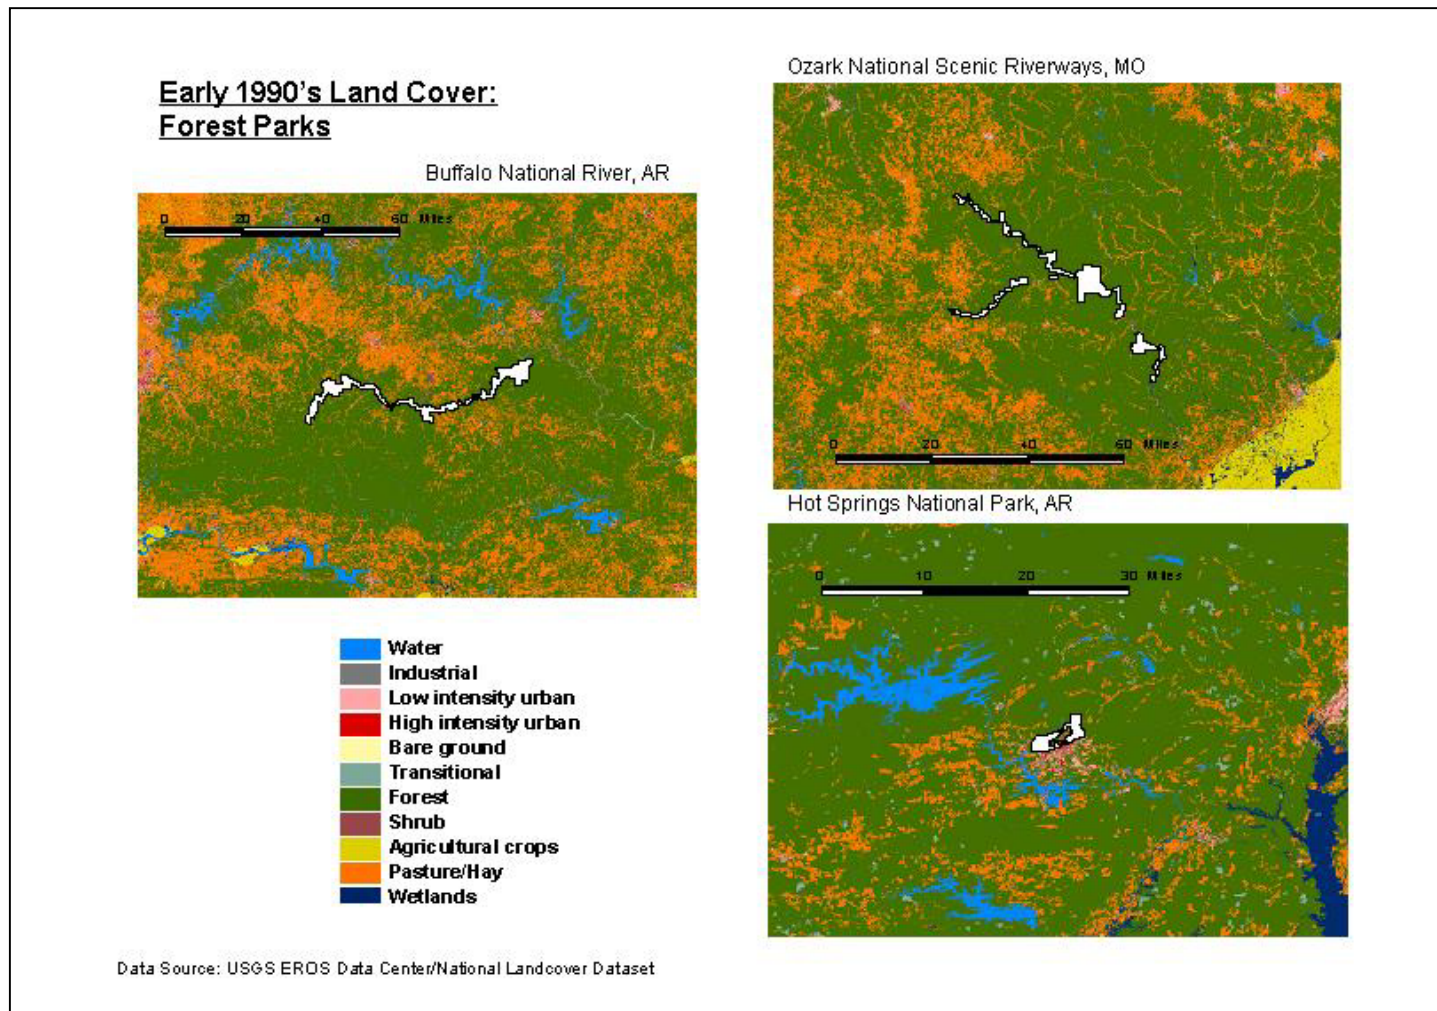 Early 1990's Land Cover:
Forest Parks
Buffalo National River, AR
0 20 40 60 Miles
Ozark National Scenic Riverways, MO
0 20 40 60 Miles
Hot Springs National Park, AR
0 10 20 30 Miles
Water
Industrial
Low intensity urban
High intensity urban
Bare ground
Transitional
Forest
Shrub
Agricultural crops
Pasture/Hay
Wetlands
Data Source: USGS EROS Data Center/National Landcover Dataset